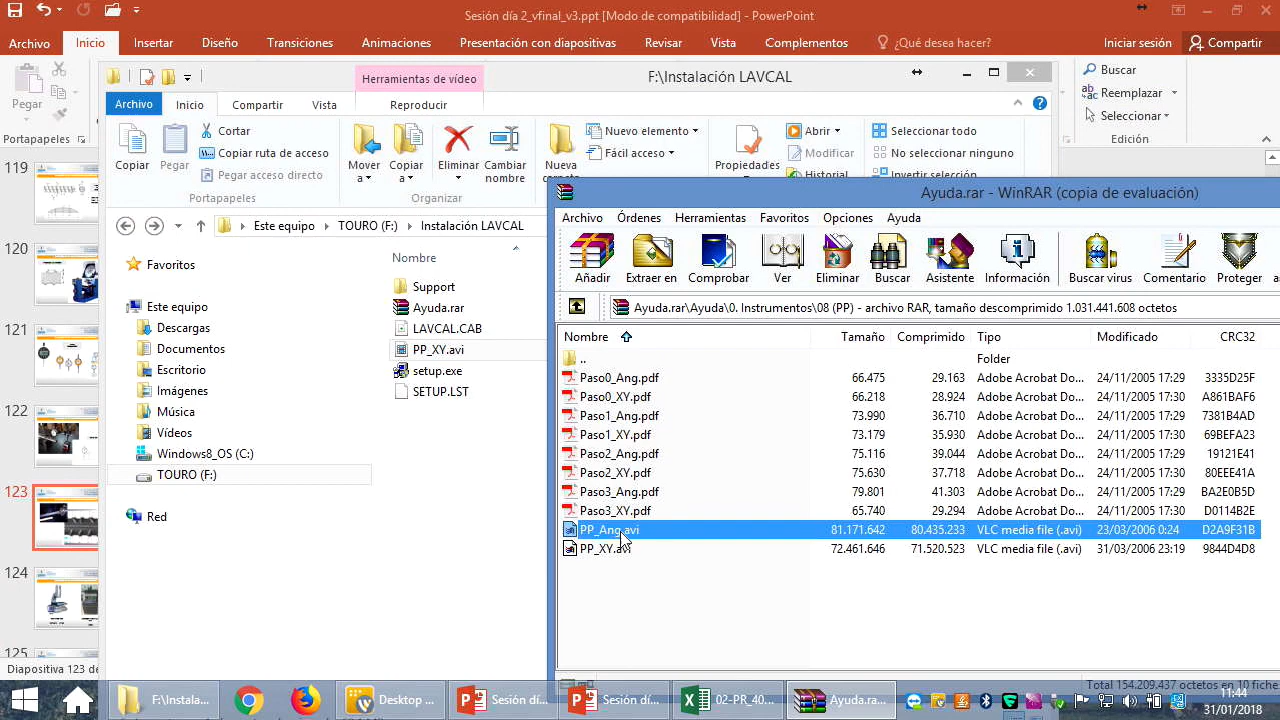 Sesión día 2_vfinal_v3.ppt [Modo de compatibilidad] - PowerPoint
Archivo Inicio Insertar Diseño Transiciones Animaciones Presentación con diapositivas Revisar Vista Complementos ¿Qué desea hacer? Iniciar sesión Compartir
Pegar
Portapapeles
Buscar
Reemplazar
Seleccionar
Edición
Herramientas de vídeo
F:\Instalación LAVCAL
Archivo Inicio Compartir Vista Reproducir
Copiar
Pegar
Cortar
Copiar ruta de acceso
Pegar acceso directo
Portapapeles
Mover a
Copiar a
Eliminar
Cambiar nombre
Organizar
Nueva
Nuevo elemento
Fácil acceso
Propiedades
Abrir
Modificar
Historial
Seleccionar todo
No seleccionar ninguno
Invertir selección
Este equipo TOURO (F:) Instalación LAVCAL
Favoritos
Este equipo
Descargas
Documentos
Escritorio
Imágenes
Música
Vídeos
Windows8_OS (C:)
TOURO (F:)
Red
Nombre
Support
Ayuda.rar
LAVCAL.CAB
PP_XY.avi
setup.exe
SETUP.LST
Ayuda.rar - WinRAR (copia de evaluación)
Archivo Órdenes Herramientas Favoritos Opciones Ayuda
Añadir Extraer en Comprobar Ver Eliminar Buscar Asistente Información Buscar virus Comentario Proteger
Ayuda.rar\Ayuda\0. Instrumentos\08 (PP) - archivo RAR, tamaño descomprimido 1.031.441.608 octetos
Nombre Tamaño Comprimido Tipo Modificado CRC32
.. Folder
Paso0_Ang.pdf 66.475 29.163 Adobe Acrobat Do... 24/11/2005 17:29 3335D25F
Paso0_XY.pdf 66.218 28.924 Adobe Acrobat Do... 24/11/2005 17:30 A861BAF6
Paso1_Ang.pdf 73.990 36.710 Adobe Acrobat Do... 24/11/2005 17:29 7381B4AD
Paso1_XY.pdf 73.179 35.930 Adobe Acrobat Do... 24/11/2005 17:30 69DEFA23
Paso2_Ang.pdf 75.116 39.044 Adobe Acrobat Do... 24/11/2005 17:29 19121E41
Paso2_XY.pdf 75.630 37.718 Adobe Acrobat Do... 24/11/2005 17:30 80EEE41A
Paso3_Ang.pdf 79.801 41.303 Adobe Acrobat Do... 24/11/2005 17:29 BA2E0B5D
Paso3_XY.pdf 65.740 29.294 Adobe Acrobat Do... 24/11/2005 17:30 D0114B2E
PP_Ang.avi 81.171.642 80.435.233 VLC media file (.avi) 23/03/2006 0:24 D2A9F31B
PP_XY.avi 72.461.646 71.520.523 VLC media file (.avi) 31/03/2006 23:19 9844D4D8
Total 154.209.437 octetos en 10 fiche
119
120
121
122
123
124
125
Diapositiva 123 de
F:\Instala... Desktop ... Sesión dí... Sesión dí... 02-PR_40... Ayuda.ra...
11:44
31/01/2018